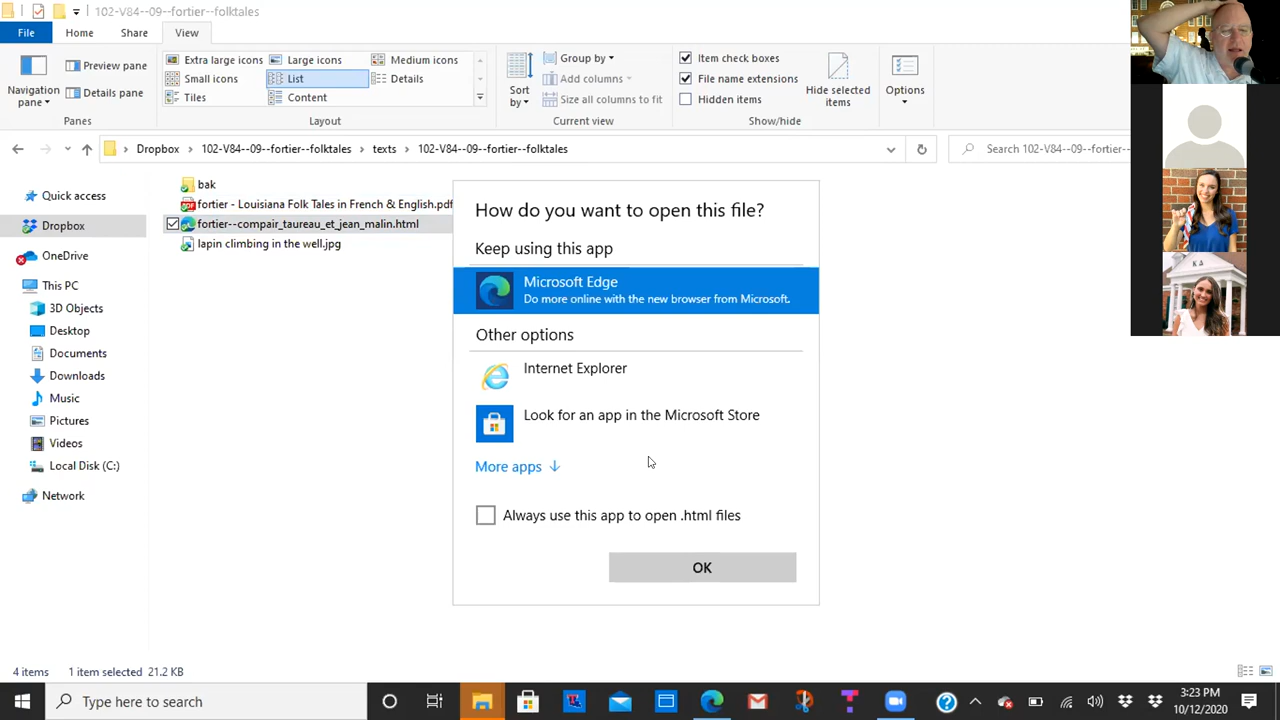 102-V84--09--fortier--folktales
File Home Share View
Extra large icons Large icons Medium icons
Small icons List Details
Tiles Content
Navigation pane
Preview pane
Details pane
Sort by
Group by
Add columns
Size all columns to fit
Item check boxes
File name extensions
Hidden items
Hide selected items
Options
Panes Layout Current view Show/hide
Dropbox 102-V84--09--fortier--folktales texts 102-V84--09--fortier--folktales
Search 102-V84--09--fortier--
Quick access
Dropbox
OneDrive
This PC
3D Objects
Desktop
Documents
Downloads
Music
Pictures
Videos
Local Disk (C:)
Network
bak
fortier - Louisiana Folk Tales in French & English.pdf
fortier--compair_taureau_et_jean_malin.html
lapin climbing in the well.jpg
How do you want to open this file?
Keep using this app
Microsoft Edge
Do more online with the new browser from Microsoft.
Other options
Internet Explorer
Look for an app in the Microsoft Store
More apps
Always use this app to open .html files
OK
K Δ
4 items 1 item selected 21.2 KB
Type here to search
3:23 PM
10/12/2020